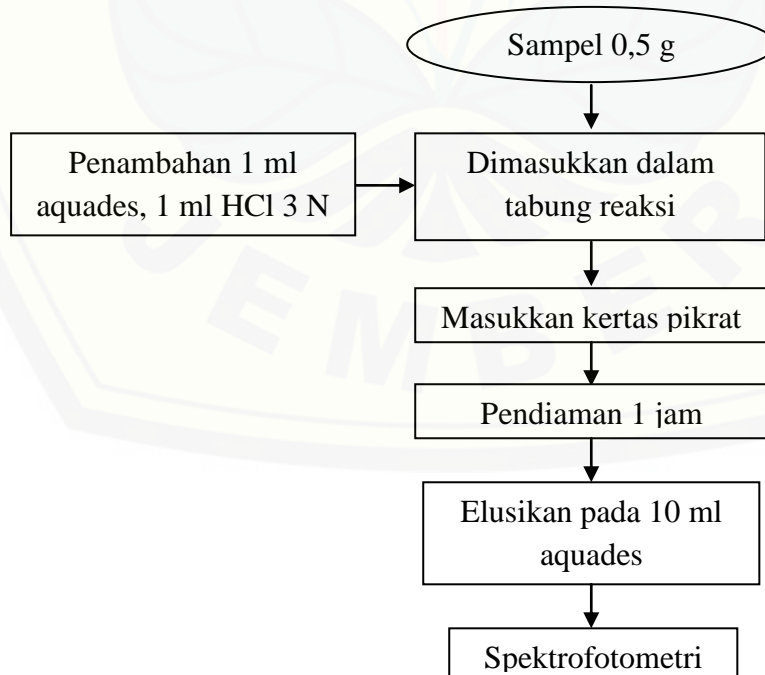 Sampel 0,5 g
Penambahan 1 ml
aquades, 1 ml HCl 3 N
Dimasukkan dalam
tabung reaksi
Masukkan kertas pikrat
Pendiaman 1 jam
Elusikan pada 10 ml
aquades
Spektrofotometri
JEMBER